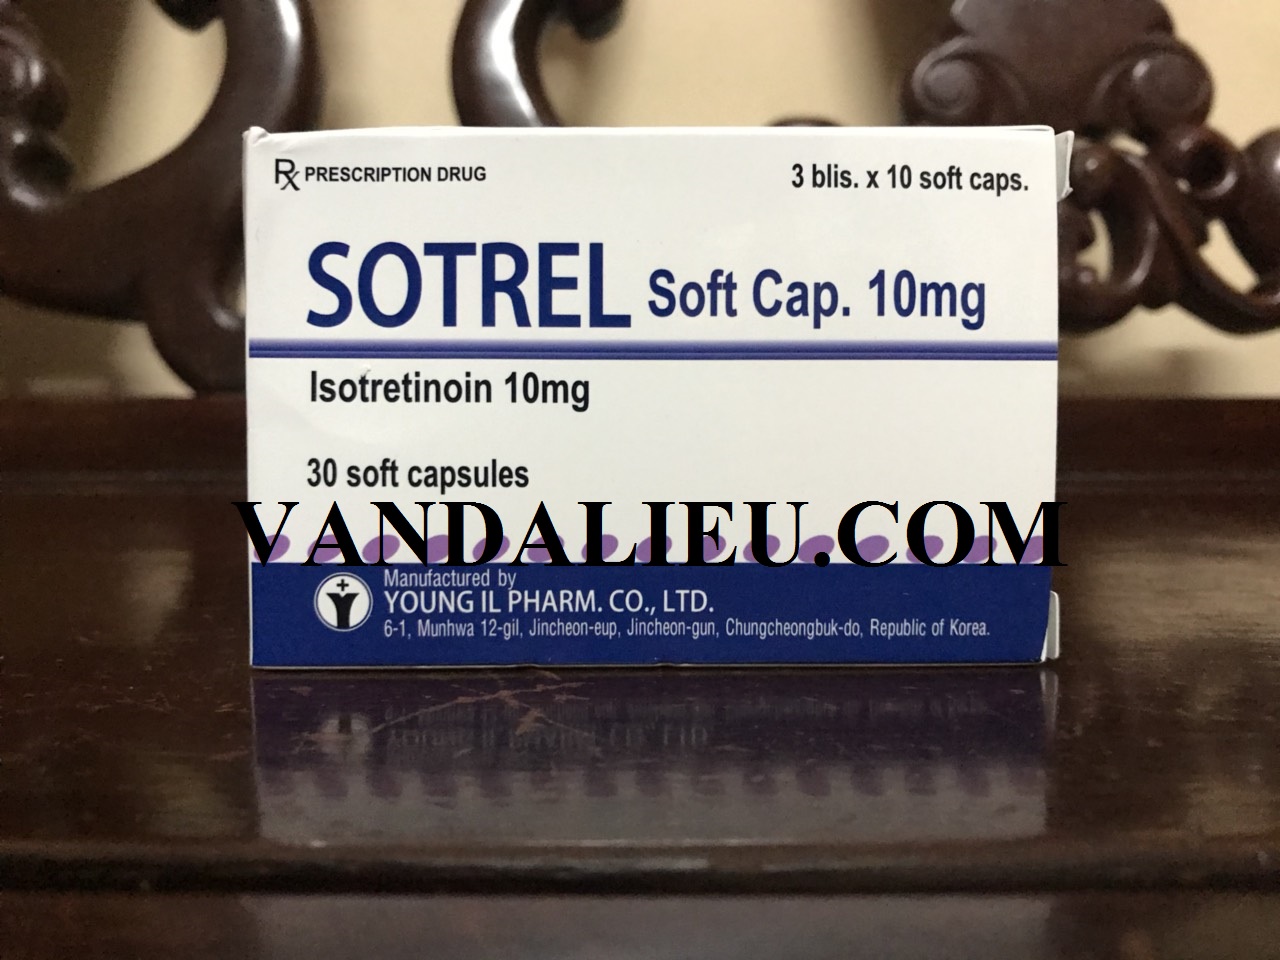 Rx PRESCRIPTION DRUG
3 blis. x 10 soft caps.
SOTREL Soft Cap. 10mg
Isotretinoin 10mg
30 soft capsules
VANDALIEU.COM
Manufactured by
YOUNG IL PHARM. CO., LTD.
6-1, Munhwa 12-gil, Jincheon-eup, Jincheon-gun, Chungcheongbuk-do, Republic of Korea.